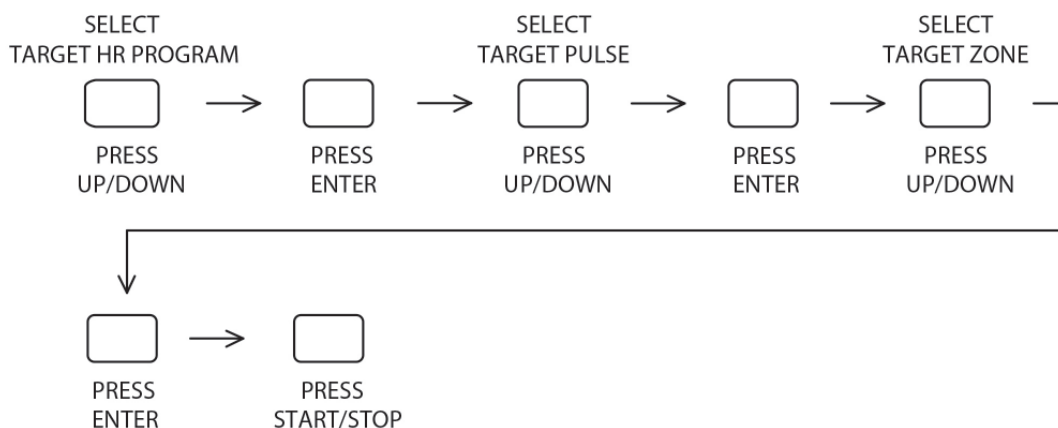 SELECT
TARGET HR PROGRAM
SELECT
TARGET PULSE
SELECT
TARGET ZONE
PRESS
UP/DOWN
PRESS
ENTER
PRESS
UP/DOWN
PRESS
ENTER
PRESS
UP/DOWN
PRESS
ENTER
PRESS
START/STOP